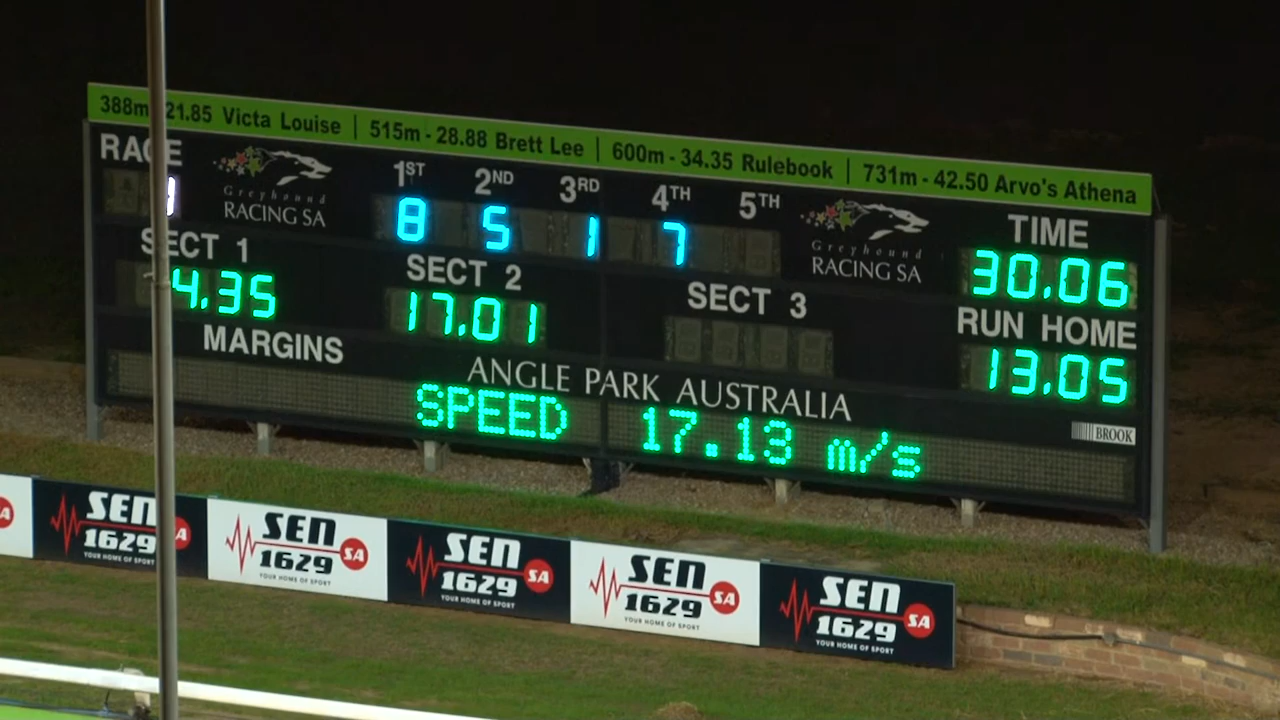 388m 21.85 Victa Louise | 515m - 28.88 Brett Lee | 600m - 34.35 Rulebook | 731m - 42.50 Arvo's Athena
RACE
1
Greyhound
RACING SA
1ST 2ND 3RD 4TH 5TH
8 5 1 7
Greyhound
RACING SA
TIME
30.06
SECT 1
4.35
SECT 2
17.01
SECT 3
RUN HOME
13.05
MARGINS
ANGLE PARK AUSTRALIA
SPEED 17.13 m/s
BROOK
SA
SEN
1629
SA
YOUR HOME OF SPORT
SEN
1629
SA
YOUR HOME OF SPORT
SEN
1629
SA
YOUR HOME OF SPORT
SEN
1629
SA
YOUR HOME OF SPORT
SEN
1629
SA
YOUR HOME OF SPORT